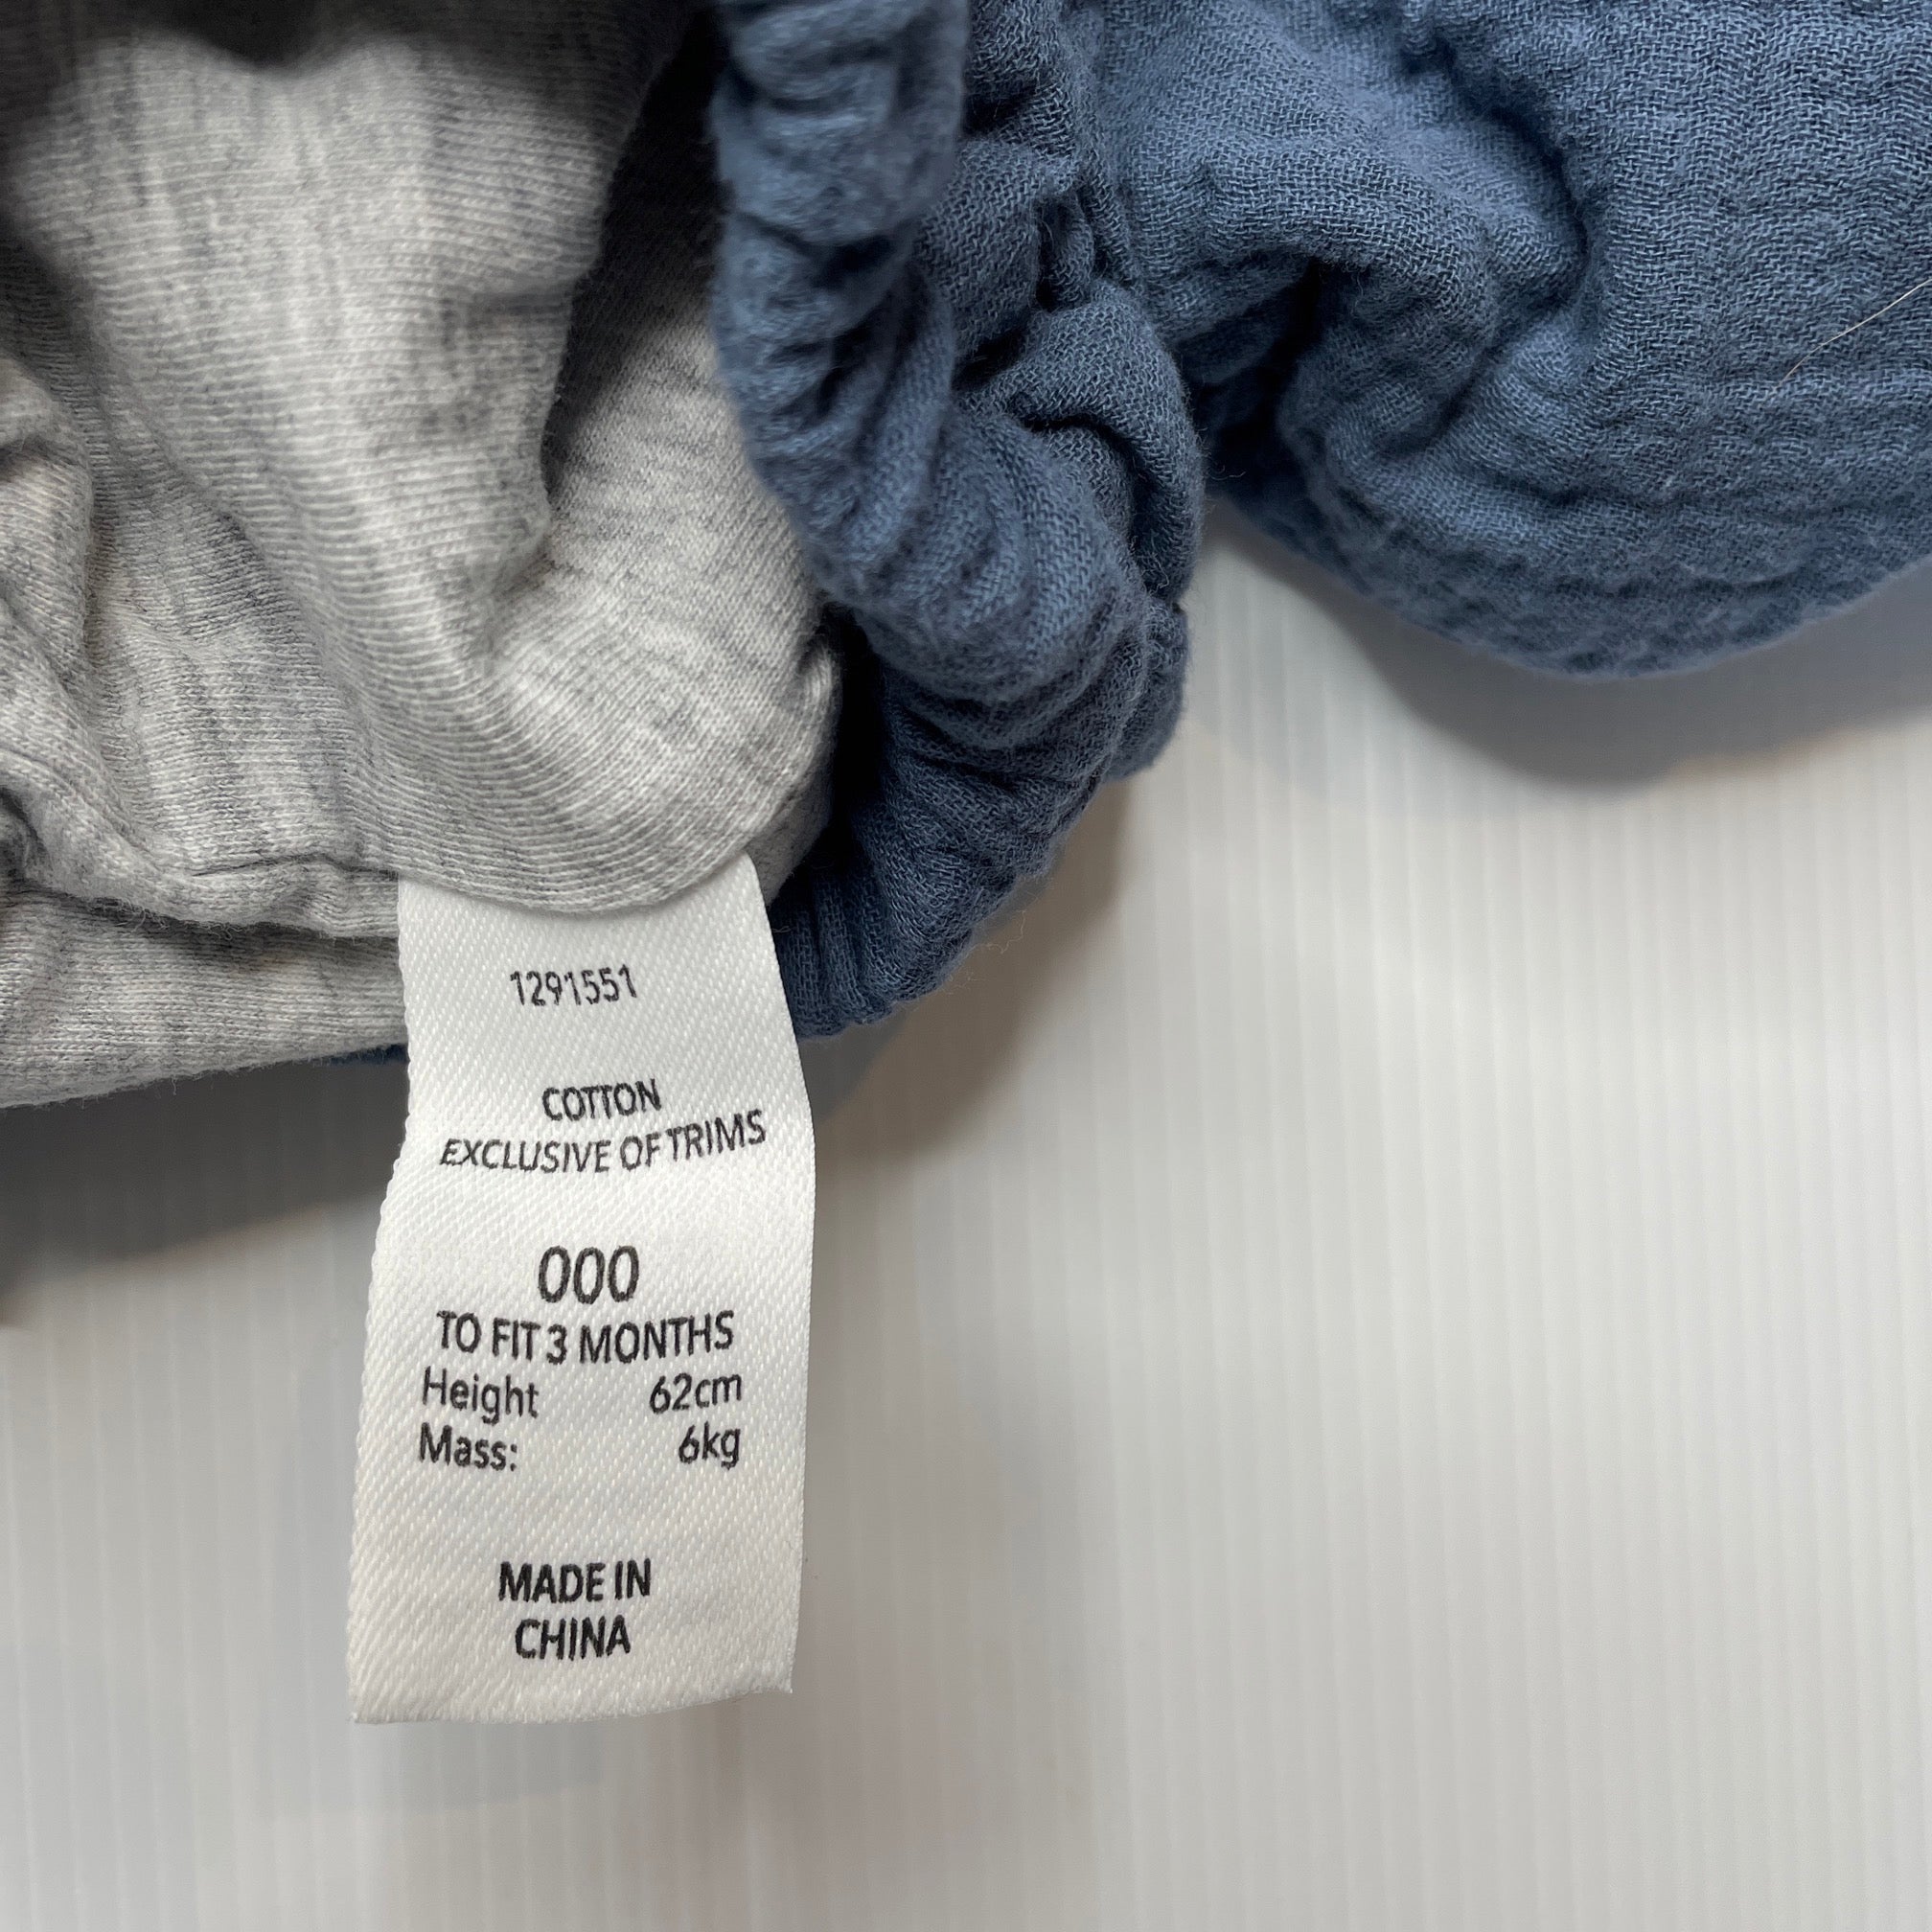 1291551
COTTON
EXCLUSIVE OF TRIMS
000
TO FIT 3 MONTHS
Height 62cm
Mass: 6kg
MADE IN
CHINA